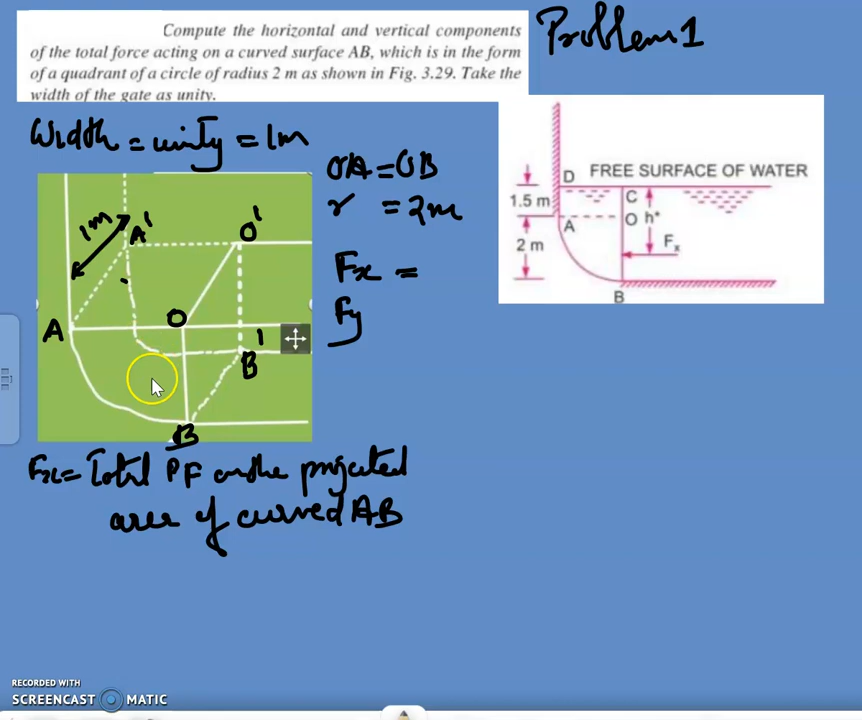 Compute the horizontal and vertical components
of the total force acting on a curved surface AB, which is in the form
of a quadrant of a circle of radius 2 m as shown in Fig. 3.29. Take the
width of the gate as unity.
Problem 1
Width = unity = 1m
OA = OB
r = 2m
Fx =
Fy
1m
A'
O'
A
O
B'
B
D
FREE SURFACE OF WATER
1.5 m
C
A
O h*
2 m
Fx
B
Fx = Total PF on the projected
area of curved AB
RECORDED WITH
SCREENCAST MATIC